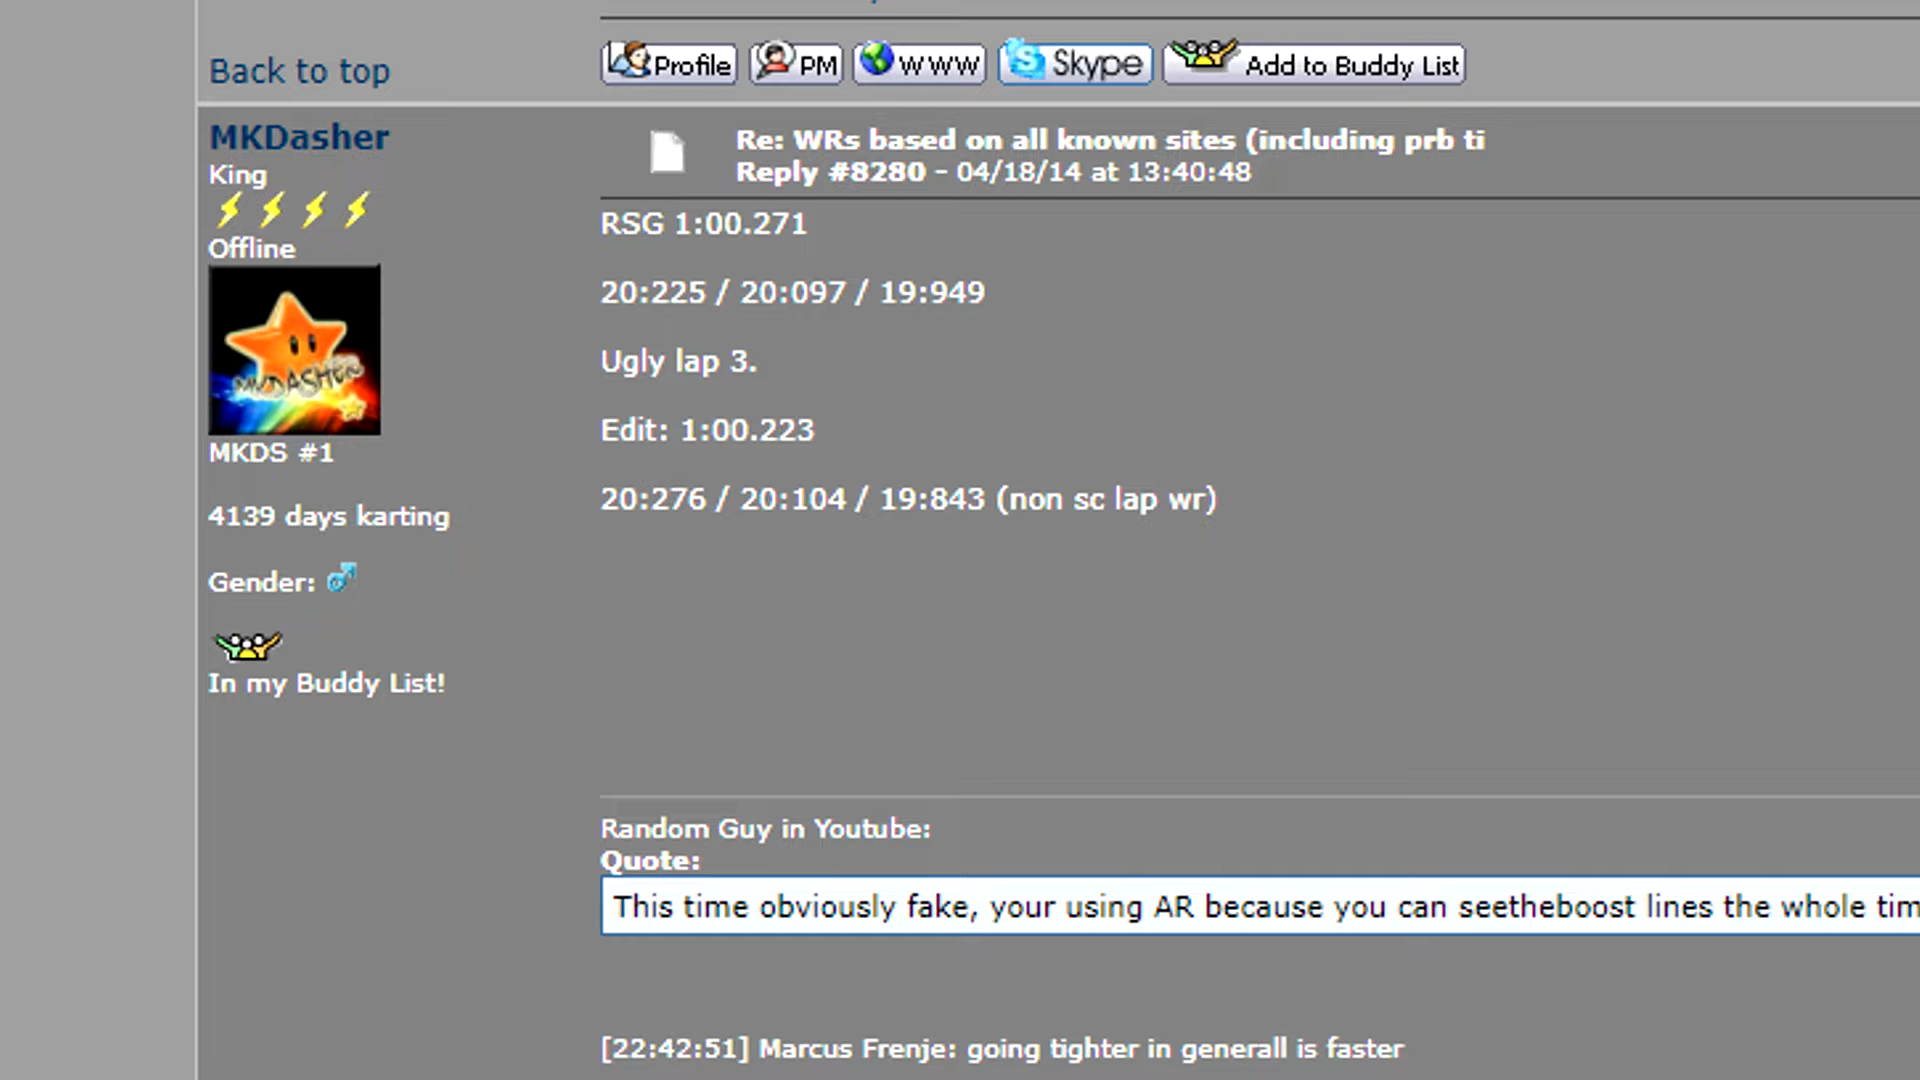 Back to top
Profile PM WWW Skype Add to Buddy List
MKDasher
King
Offline
MKDASHER
MKDS #1
4139 days karting
Gender:
In my Buddy List!
Re: WRs based on all known sites (including prb ti
Reply #8280 - 04/18/14 at 13:40:48
RSG 1:00.271
20:225 / 20:097 / 19:949
Ugly lap 3.
Edit: 1:00.223
20:276 / 20:104 / 19:843 (non sc lap wr)
Random Guy in Youtube:
Quote:
This time obviously fake, your using AR because you can seetheboost lines the whole tim
[22:42:51] Marcus Frenje: going tighter in generall is faster